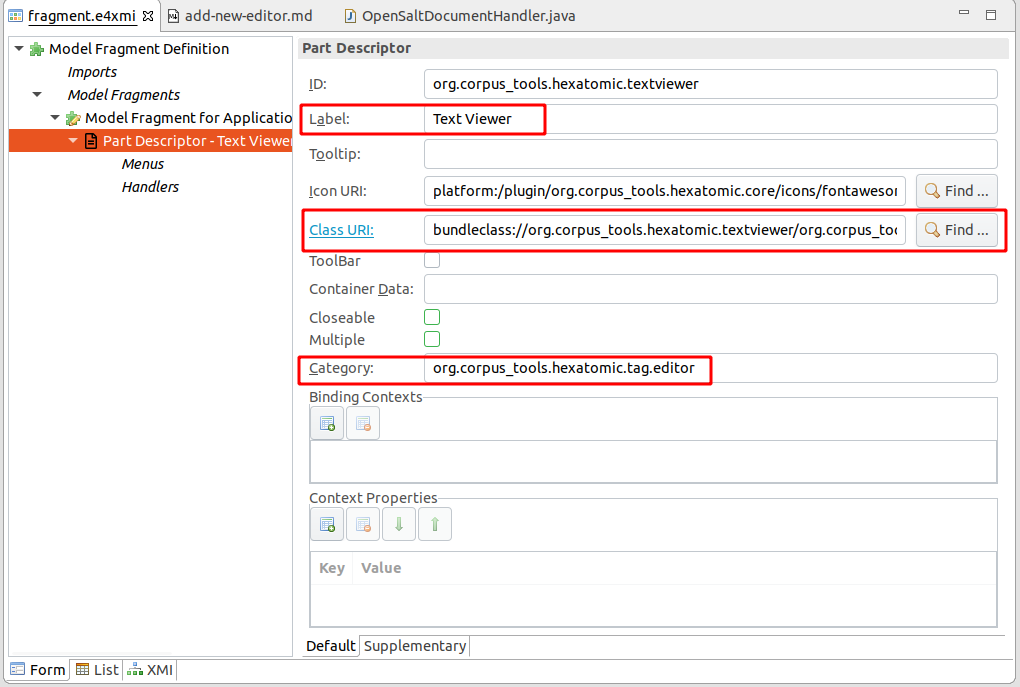 fragment.e4xmi add-new-editor.md OpenSaltDocumentHandler.java
Model Fragment Definition
Imports
Model Fragments
Model Fragment for Applicatio
Part Descriptor - Text Viewer
Menus
Handlers
Part Descriptor
ID: org.corpus_tools.hexatomic.textviewer
Label: Text Viewer
Tooltip:
Icon URI: platform:/plugin/org.corpus_tools.hexatomic.core/icons/fontawesor Find ...
Class URI: bundleclass://org.corpus_tools.hexatomic.textviewer/org.corpus_too Find ...
ToolBar
Container Data:
Closeable
Multiple
Category: org.corpus_tools.hexatomic.tag.editor
Binding Contexts
Context Properties
Key Value
Default Supplementary
Form List XMI